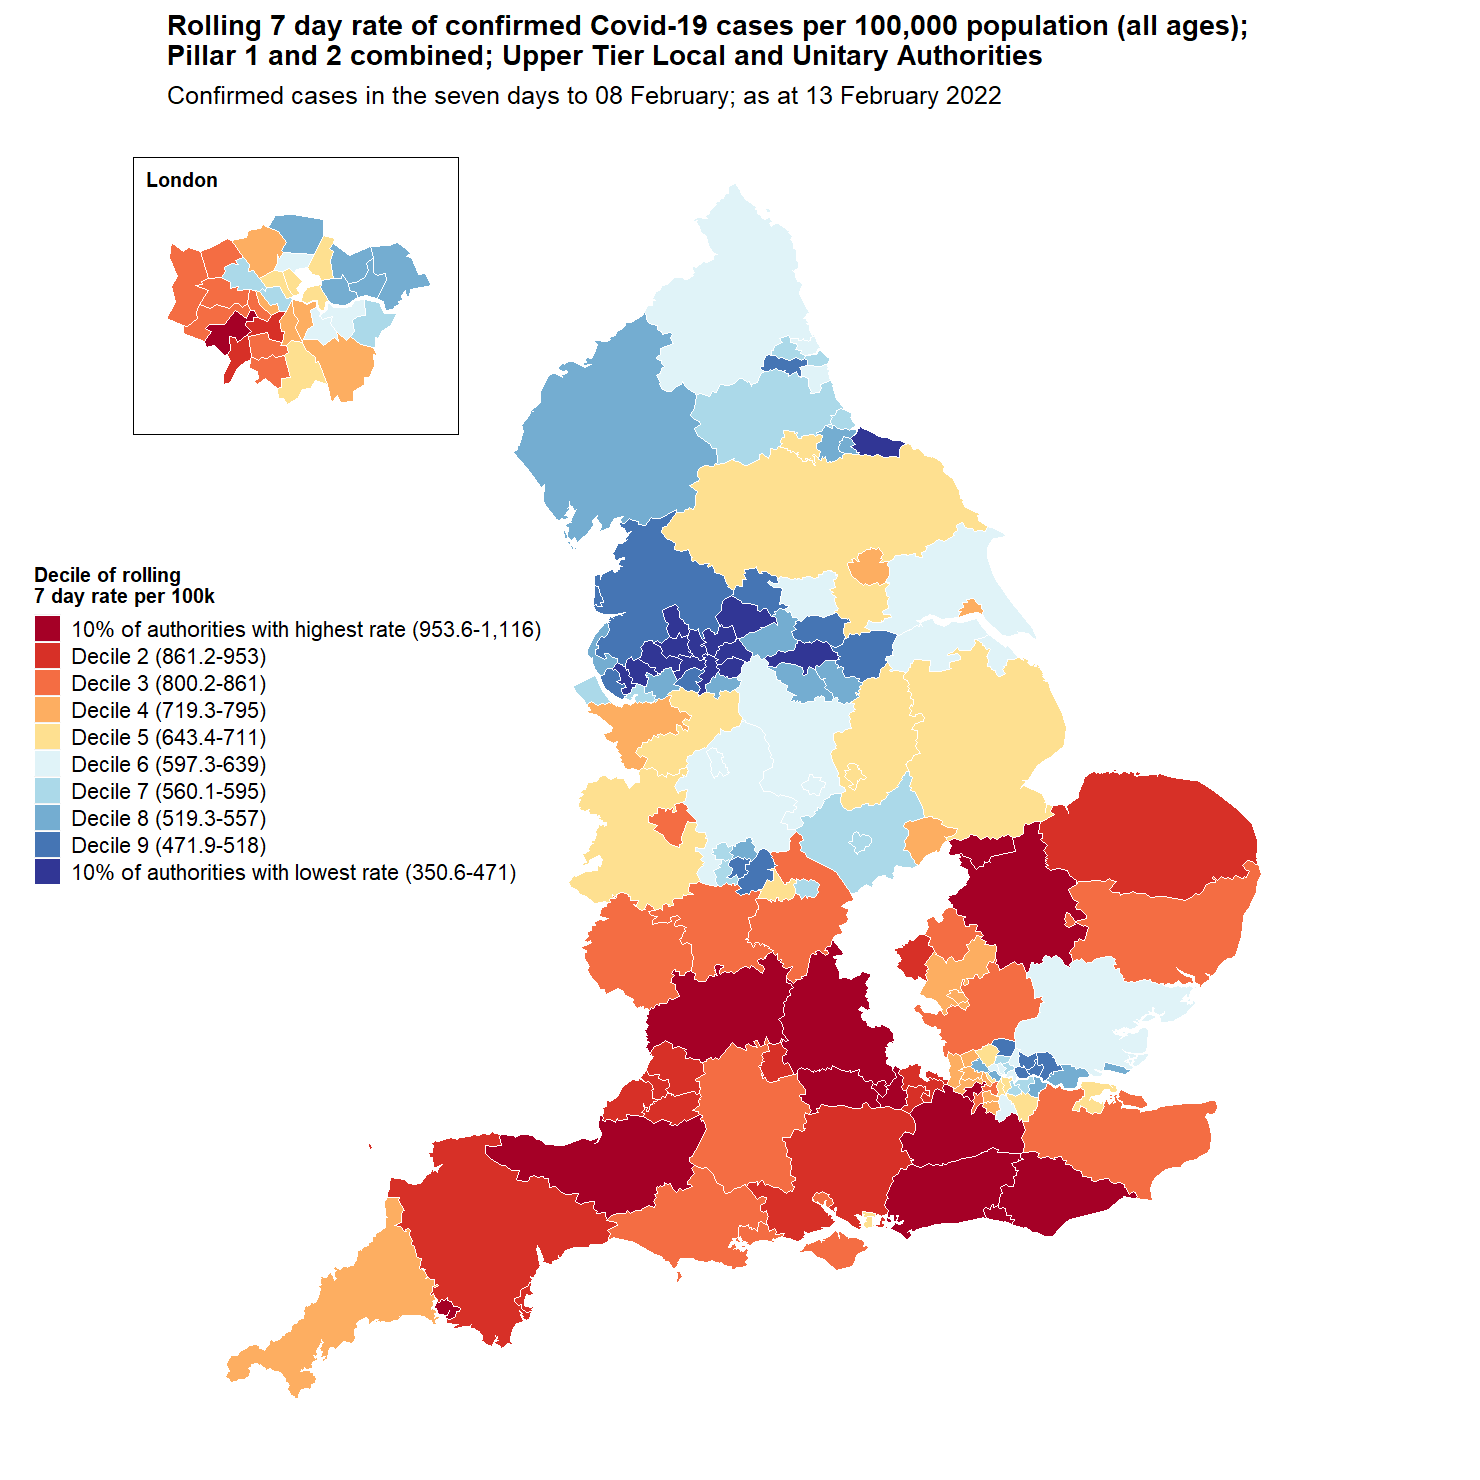 Rolling 7 day rate of confirmed Covid-19 cases per 100,000 population (all ages);
Pillar 1 and 2 combined; Upper Tier Local and Unitary Authorities
Confirmed cases in the seven days to 08 February; as at 13 February 2022
London
Decile of rolling
7 day rate per 100k
10% of authorities with highest rate (953.6-1,116)
Decile 2 (861.2-953)
Decile 3 (800.2-861)
Decile 4 (719.3-795)
Decile 5 (643.4-711)
Decile 6 (597.3-639)
Decile 7 (560.1-595)
Decile 8 (519.3-557)
Decile 9 (471.9-518)
10% of authorities with lowest rate (350.6-471)